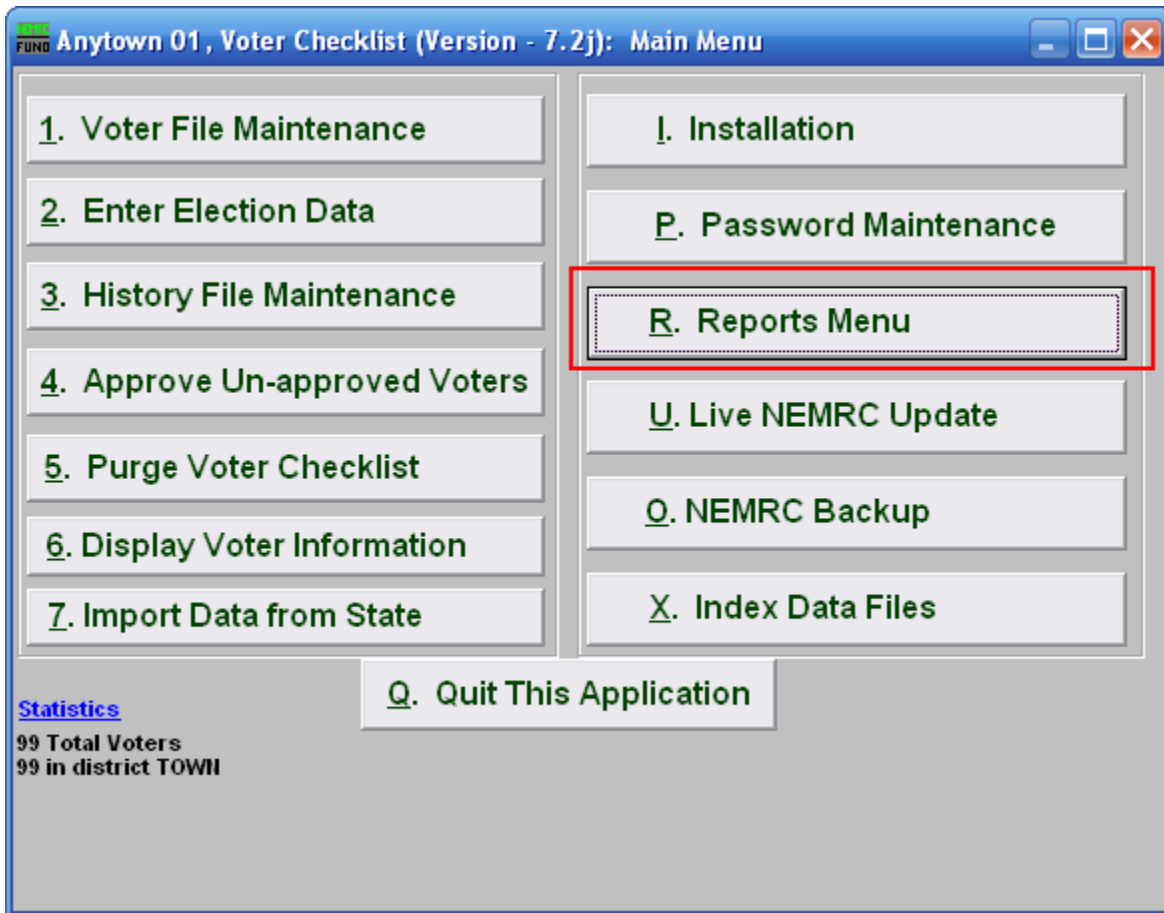 NEMRC
FUND
Anytown 01, Voter Checklist (Version - 7.2j): Main Menu
1. Voter File Maintenance
2. Enter Election Data
3. History File Maintenance
4. Approve Un-approved Voters
5. Purge Voter Checklist
6. Display Voter Information
7. Import Data from State
I. Installation
P. Password Maintenance
R. Reports Menu
U. Live NEMRC Update
O. NEMRC Backup
X. Index Data Files
Q. Quit This Application
Statistics
99 Total Voters
99 in district TOWN